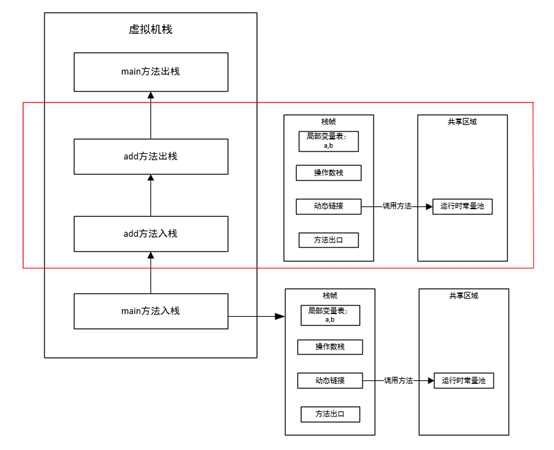 虚拟机栈
main方法出栈
add方法出栈
add方法入栈
main方法入栈
栈帧
局部变量表：
a,b
操作数栈
动态链接
方法出口
调用方法
共享区域
运行时常量池
栈帧
局部变量表：
a,b
操作数栈
动态链接
方法出口
调用方法
共享区域
运行时常量池